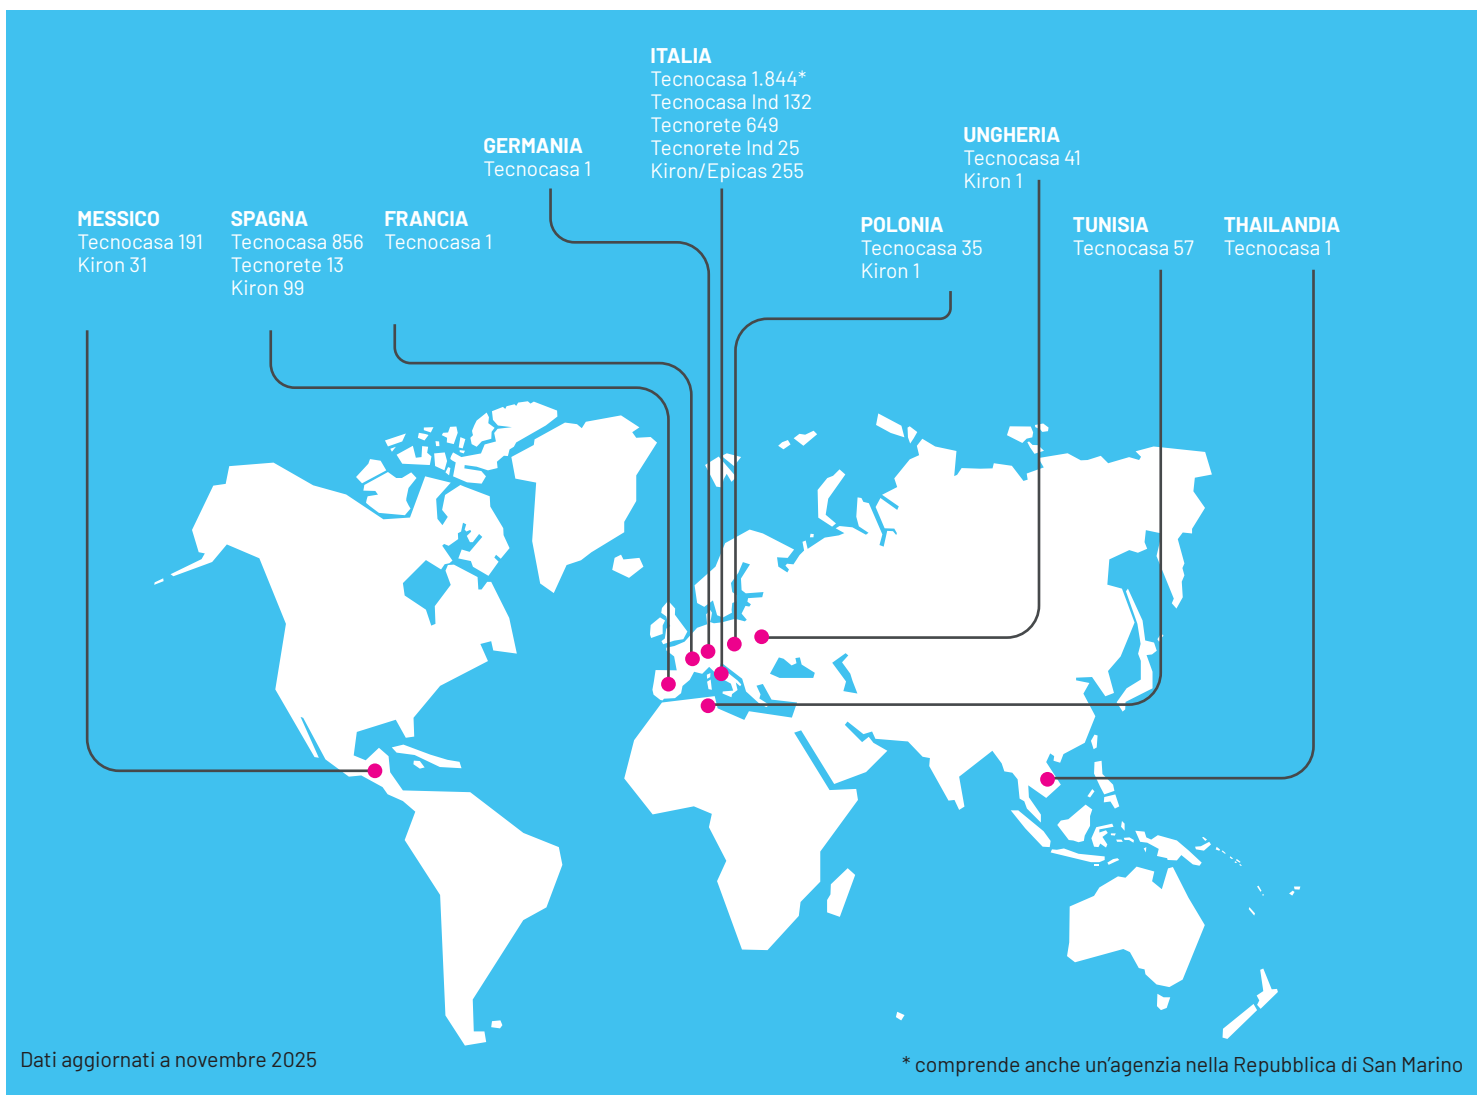 ITALIA
Tecnocasa 1.844*
Tecnocasa Ind 132
Tecnorete 649
Tecnorete Ind 25
Kiron/Epicas 255
GERMANIA
Tecnocasa 1
UNGHERIA
Tecnocasa 41
Kiron 1
MESSICO
Tecnocasa 191
Kiron 31
SPAGNA
Tecnocasa 856
Tecnorete 13
Kiron 99
FRANCIA
Tecnocasa 1
POLONIA
Tecnocasa 35
Kiron 1
TUNISIA
Tecnocasa 57
THAILANDIA
Tecnocasa 1
Dati aggiornati a novembre 2025
* comprende anche un’agenzia nella Repubblica di San Marino